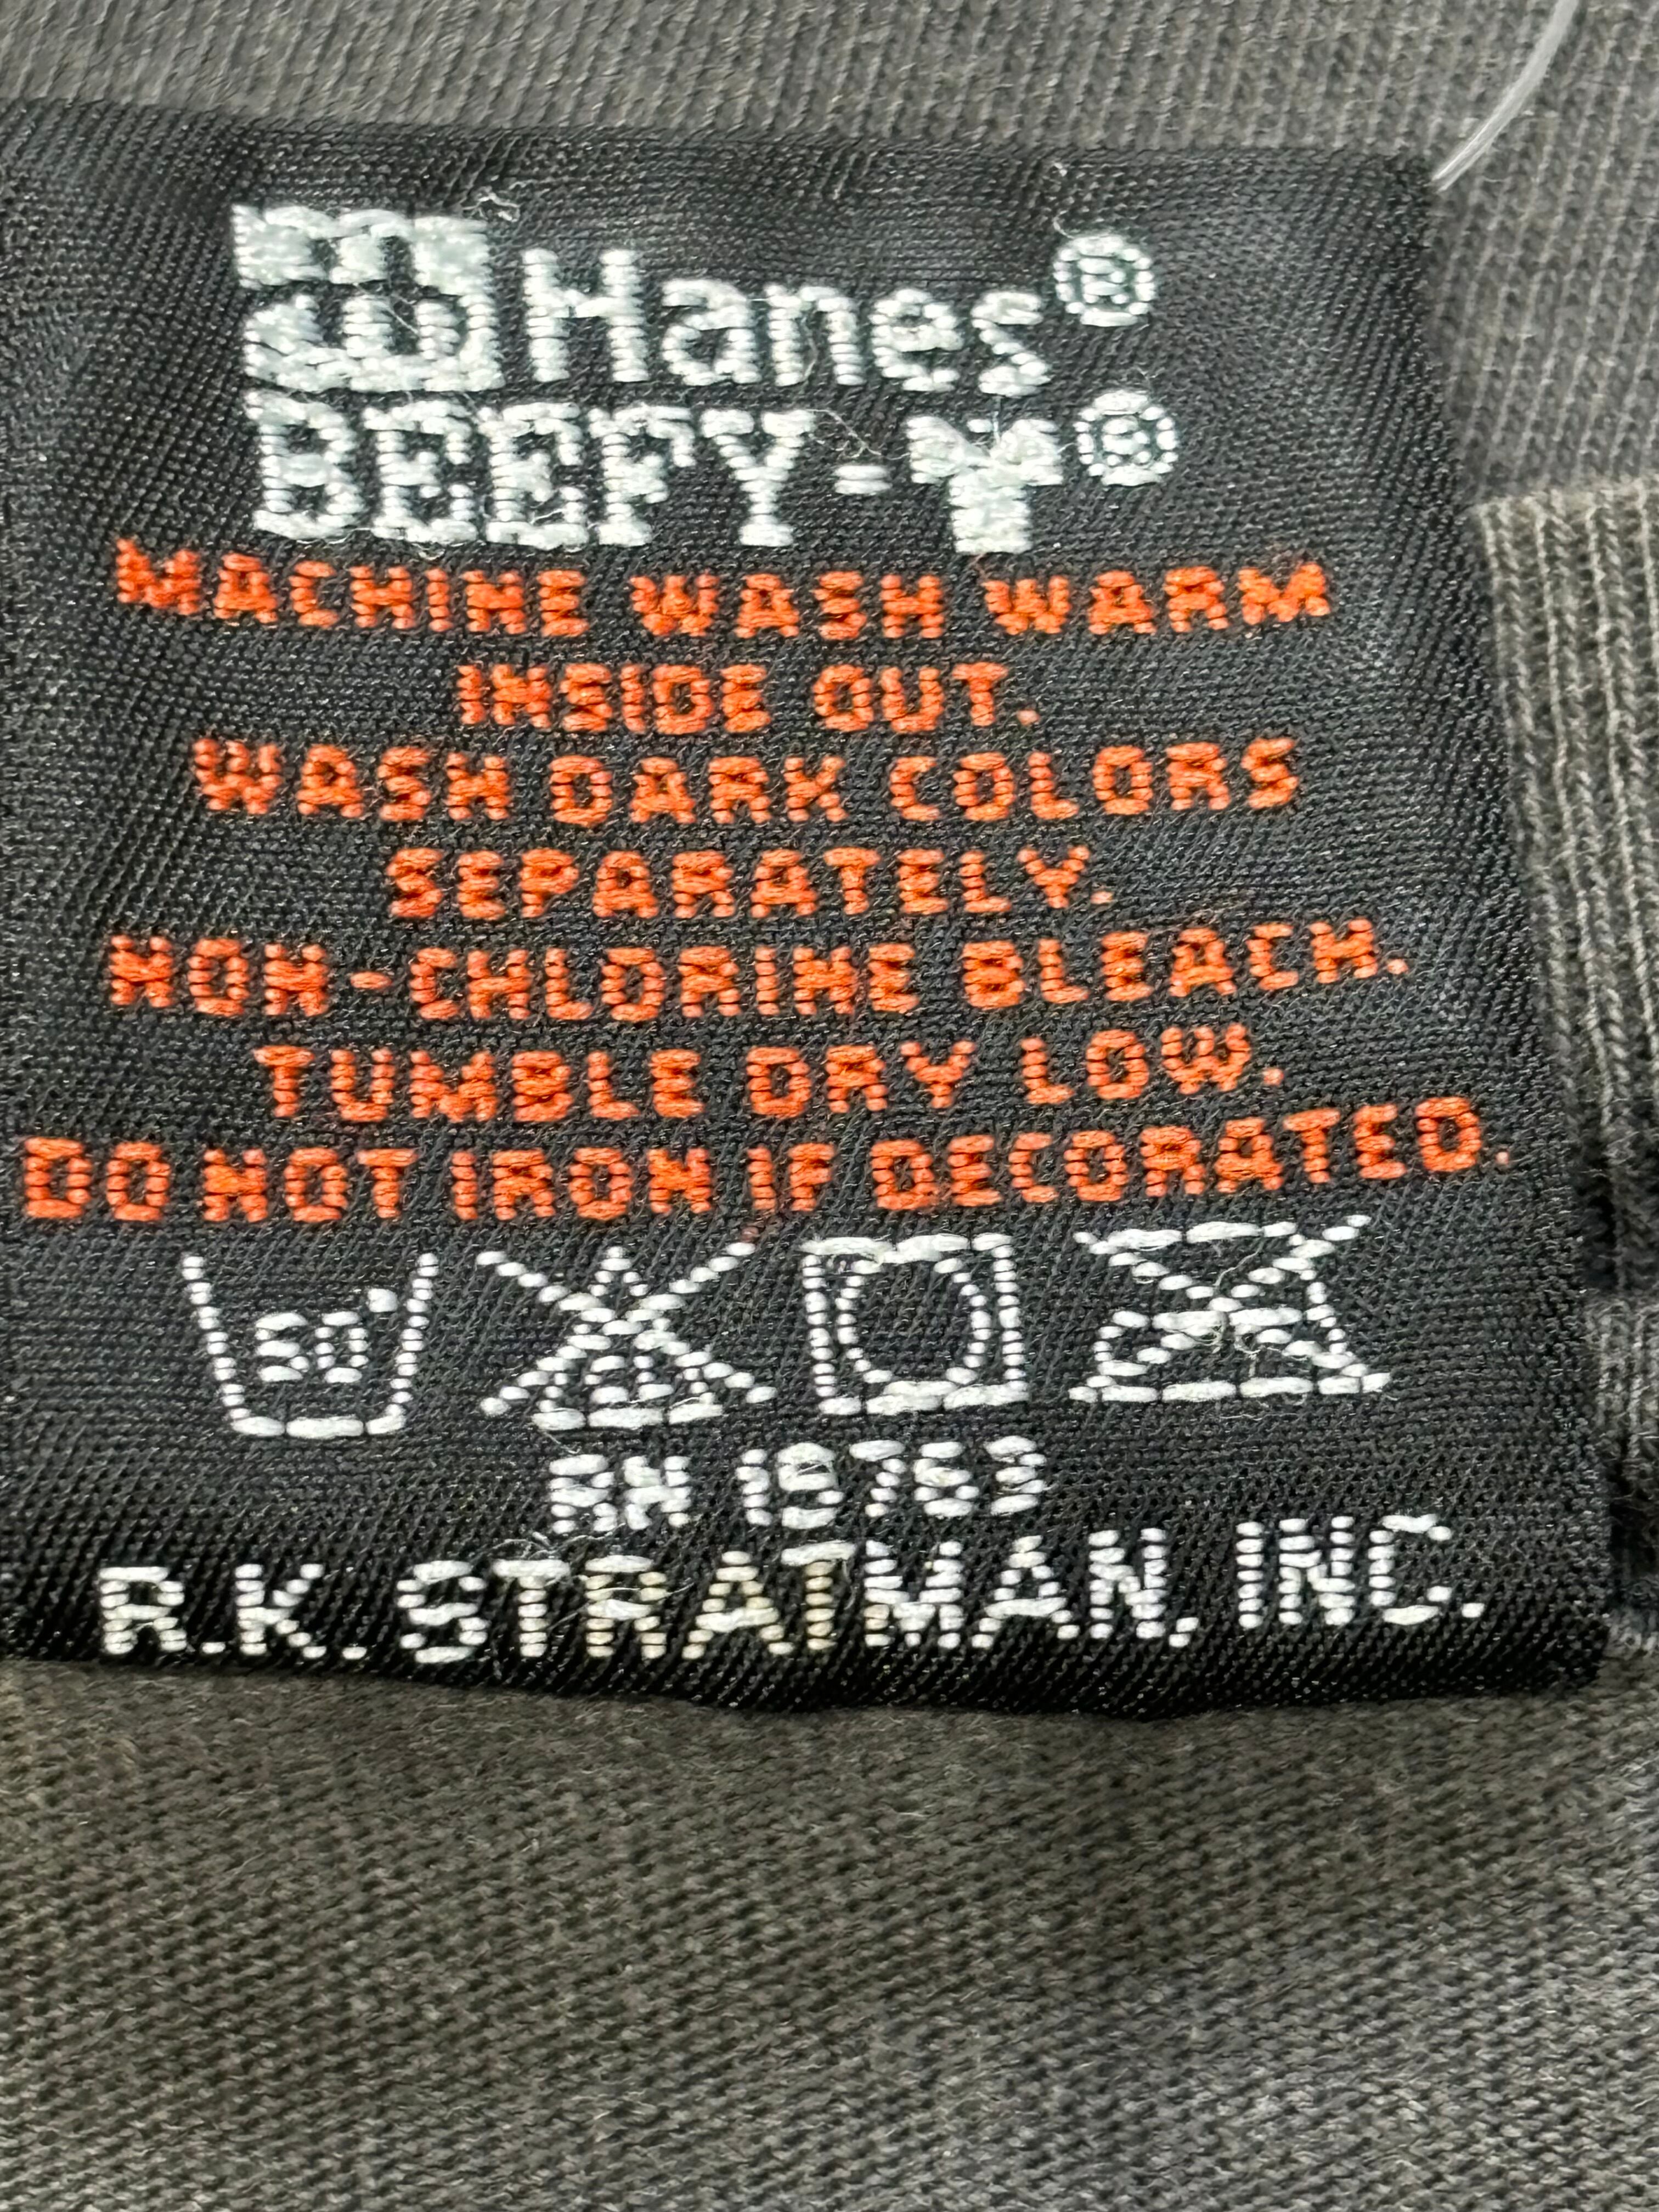 Hanes®
BEEFY-T®
MACHINE WASH WARM
INSIDE OUT.
WASH DARK COLORS
SEPARATELY.
NON-CHLORINE BLEACH.
TUMBLE DRY LOW.
DO NOT IRON IF DECORATED.
50°
RN 19763
R.K. STRATMAN, INC.